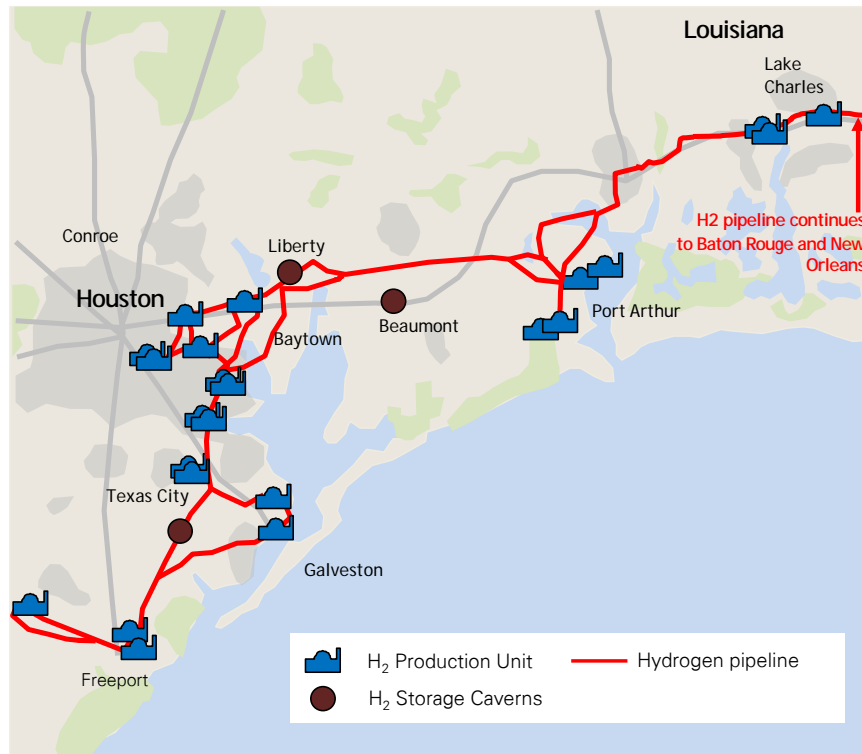 Louisiana
Lake
Charles
H2 pipeline continues
to Baton Rouge and New
Orleans
Conroe
Liberty
Houston
Beaumont
Port Arthur
Baytown
Texas City
Galveston
Freeport
H₂ Production Unit
Hydrogen pipeline
H₂ Storage Caverns